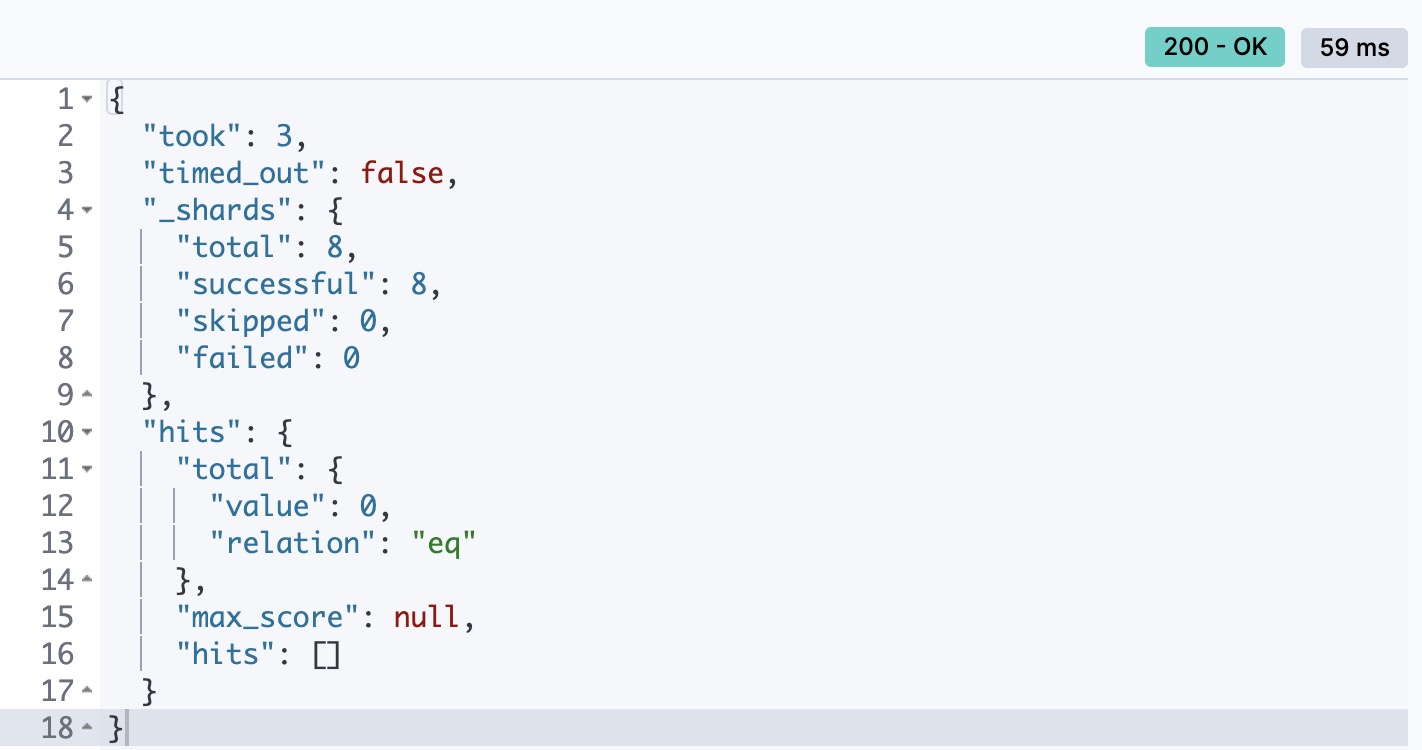 200 - OK 59 ms
1 {
2 "took": 3,
3 "timed_out": false,
4 "_shards": {
5 "total": 8,
6 "successful": 8,
7 "skipped": 0,
8 "failed": 0
9 },
10 "hits": {
11 "total": {
12 "value": 0,
13 "relation": "eq"
14 },
15 "max_score": null,
16 "hits": []
17 }
18 }